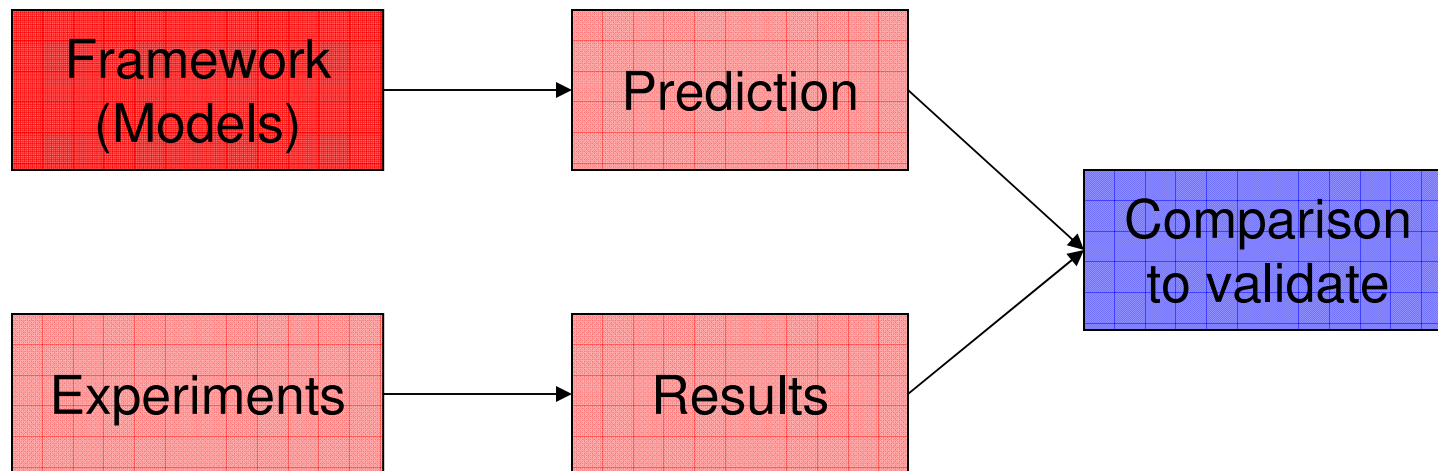 Framework
(Models)
Prediction
Comparison
to validate
Experiments
Results